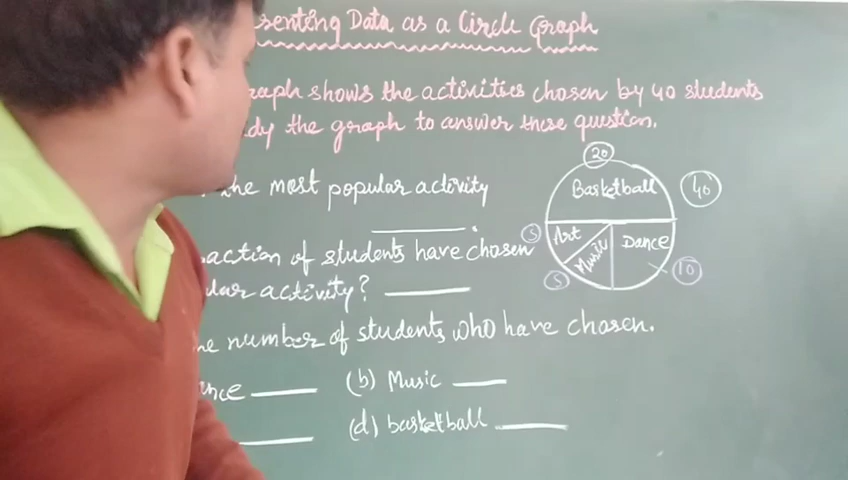 senting Data as a Circle Graph
raph shows the activities chosen by 40 students
dy the graph to answer these question.
20
the most popular activity
Basketball
40
5
Art
Music
Dance
action of students have chosen
5
10
ular activity?
ne number of students who have chosen.
nce
(b) Music
(d) basketball